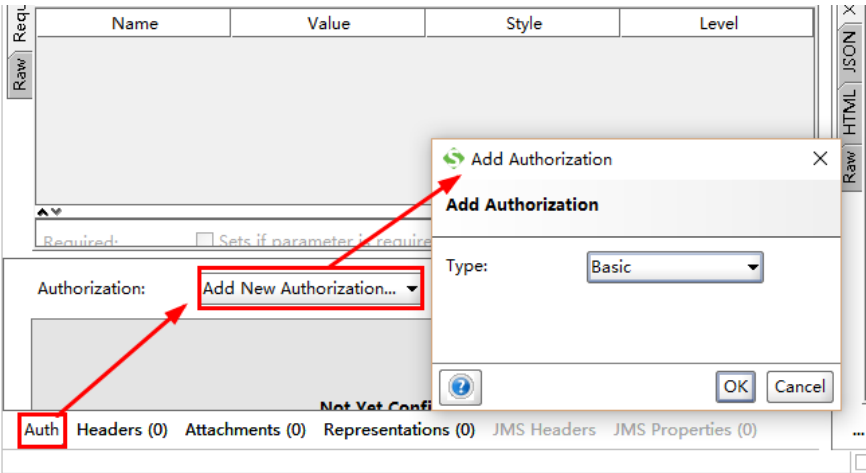 Requ
Name Value Style Level
Raw
JSON
HTML
Raw
Add Authorization
Add Authorization
Required: Sets if parameter is require
Type: Basic
Authorization: Add New Authorization...
Not Yet Confi
OK Cancel
Auth Headers (0) Attachments (0) Representations (0) JMS Headers JMS Properties (0) ...